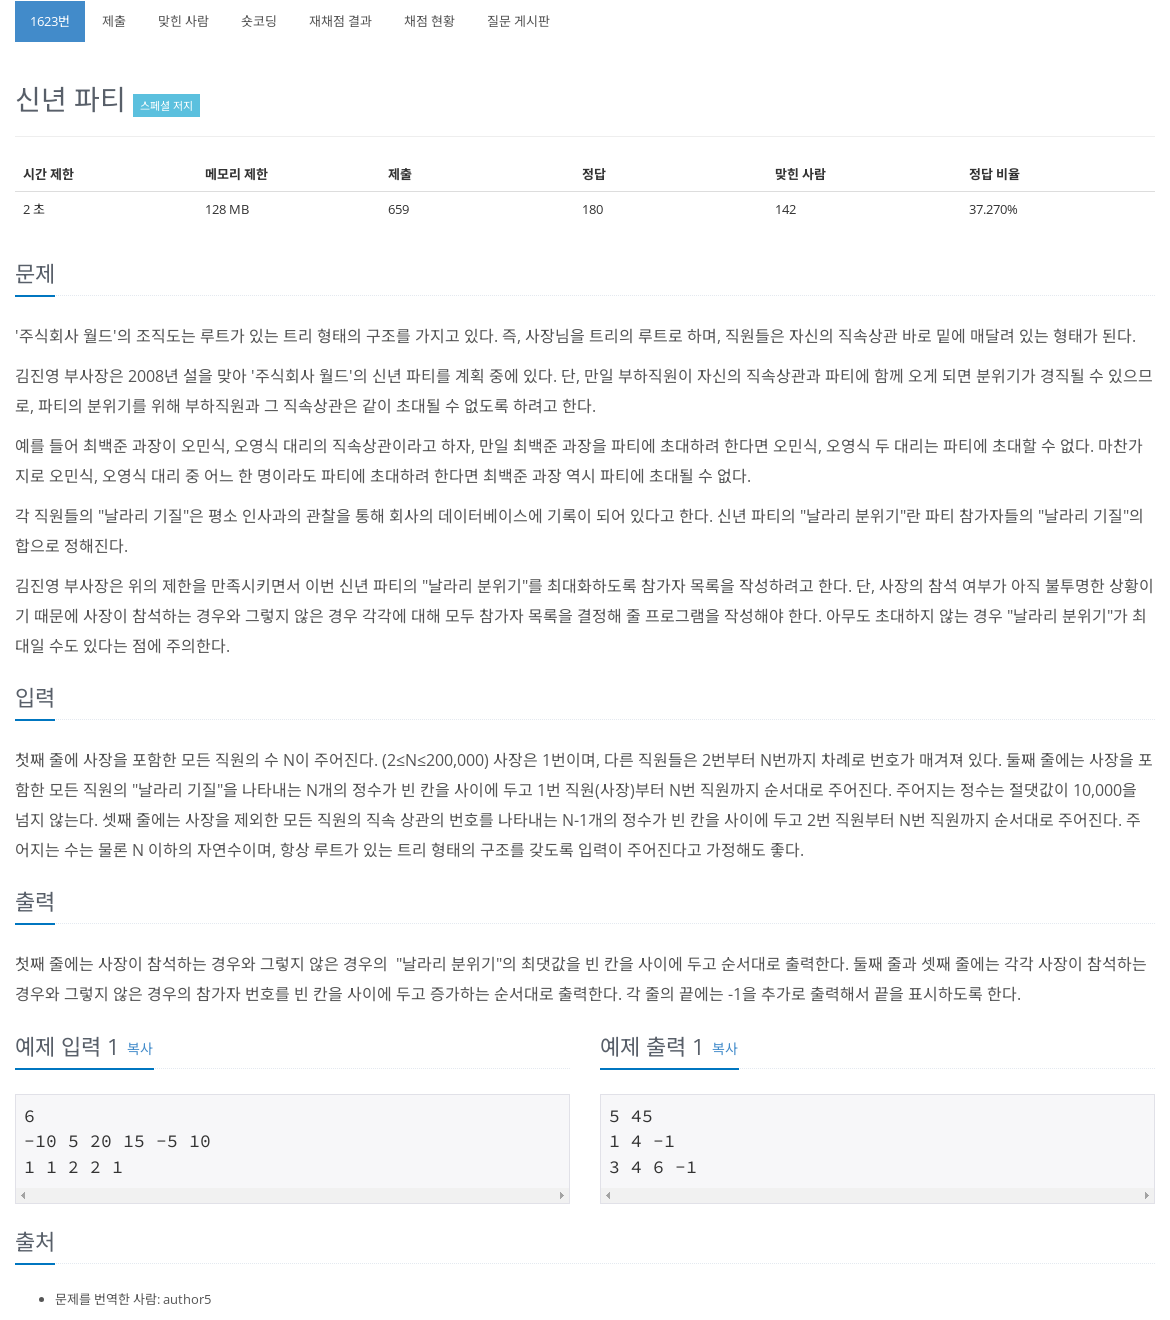 1623번 제출 맞힌 사람 숏코딩 재채점 결과 채점 현황 질문 게시판
신년 파티 스페셜 저지
시간 제한 메모리 제한 제출 정답 맞힌 사람 정답 비율
2 초 128 MB 659 180 142 37.270%
문제
'주식회사 월드'의 조직도는 루트가 있는 트리 형태의 구조를 가지고 있다. 즉, 사장님을 트리의 루트로 하며, 직원들은 자신의 직속상관 바로 밑에 매달려 있는 형태가 된다.
김진영 부사장은 2008년 설을 맞아 '주식회사 월드'의 신년 파티를 계획 중에 있다. 단, 만일 부하직원이 자신의 직속상관과 파티에 함께 오게 되면 분위기가 경직될 수 있으므
로, 파티의 분위기를 위해 부하직원과 그 직속상관은 같이 초대될 수 없도록 하려고 한다.
예를 들어 최백준 과장이 오민식, 오영식 대리의 직속상관이라고 하자, 만일 최백준 과장을 파티에 초대하려 한다면 오민식, 오영식 두 대리는 파티에 초대할 수 없다. 마찬가
지로 오민식, 오영식 대리 중 어느 한 명이라도 파티에 초대하려 한다면 최백준 과장 역시 파티에 초대될 수 없다.
각 직원들의 "날라리 기질"은 평소 인사과의 관찰을 통해 회사의 데이터베이스에 기록이 되어 있다고 한다. 신년 파티의 "날라리 분위기"란 파티 참가자들의 "날라리 기질"의
합으로 정해진다.
김진영 부사장은 위의 제한을 만족시키면서 이번 신년 파티의 "날라리 분위기"를 최대화하도록 참가자 목록을 작성하려고 한다. 단, 사장의 참석 여부가 아직 불투명한 상황이
기 때문에 사장이 참석하는 경우와 그렇지 않은 경우 각각에 대해 모두 참가자 목록을 결정해 줄 프로그램을 작성해야 한다. 아무도 초대하지 않는 경우 "날라리 분위기"가 최
대일 수도 있다는 점에 주의한다.
입력
첫째 줄에 사장을 포함한 모든 직원의 수 N이 주어진다. (2≤N≤200,000) 사장은 1번이며, 다른 직원들은 2번부터 N번까지 차례로 번호가 매겨져 있다. 둘째 줄에는 사장을 포
함한 모든 직원의 "날라리 기질"을 나타내는 N개의 정수가 빈 칸을 사이에 두고 1번 직원(사장)부터 N번 직원까지 순서대로 주어진다. 주어지는 정수는 절댓값이 10,000을
넘지 않는다. 셋째 줄에는 사장을 제외한 모든 직원의 직속 상관의 번호를 나타내는 N-1개의 정수가 빈 칸을 사이에 두고 2번 직원부터 N번 직원까지 순서대로 주어진다. 주
어지는 수는 물론 N 이하의 자연수이며, 항상 루트가 있는 트리 형태의 구조를 갖도록 입력이 주어진다고 가정해도 좋다.
출력
첫째 줄에는 사장이 참석하는 경우와 그렇지 않은 경우의 "날라리 분위기"의 최댓값을 빈 칸을 사이에 두고 순서대로 출력한다. 둘째 줄과 셋째 줄에는 각각 사장이 참석하는
경우와 그렇지 않은 경우의 참가자 번호를 빈 칸을 사이에 두고 증가하는 순서대로 출력한다. 각 줄의 끝에는 -1을 추가로 출력해서 끝을 표시하도록 한다.
예제 입력 1 복사
6
-10 5 20 15 -5 10
1 1 2 2 1
예제 출력 1 복사
5 45
1 4 -1
3 4 6 -1
출처
문제를 번역한 사람: author5